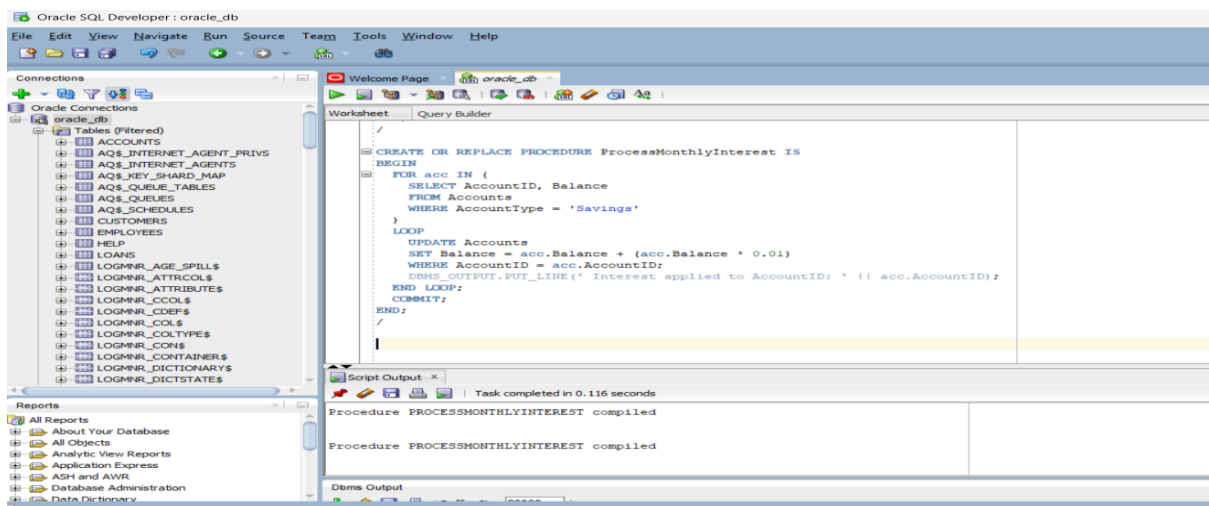 Oracle SQL Developer : oracle_db
File Edit View Navigate Run Source Team Tools Window Help
Connections
Oracle Connections
oracle_db
Tables (Filtered)
ACCOUNTS
AQ$_INTERNET_AGENT_PRIVS
AQ$_INTERNET_AGENTS
AQ$_KEY_SHARD_MAP
AQ$_QUEUE_TABLES
AQ$_QUEUES
AQ$_SCHEDULES
CUSTOMERS
EMPLOYEES
HELP
LOANS
LOGMNR_AGE_SPILL$
LOGMNR_ATTRCOL$
LOGMNR_ATTRIBUTE$
LOGMNR_CCOL$
LOGMNR_CDEF$
LOGMNR_COL$
LOGMNR_COLTYPE$
LOGMNR_CON$
LOGMNR_CONTAINER$
LOGMNR_DICTIONARY$
LOGMNR_DICTSTATE$
Reports
All Reports
About Your Database
All Objects
Analytic View Reports
Application Express
ASH and AWR
Database Administration
Data Dictionary
Welcome Page oracle_db
Worksheet Query Builder
/
CREATE OR REPLACE PROCEDURE ProcessMonthlyInterest IS
BEGIN
FOR acc IN (
SELECT AccountID, Balance
FROM Accounts
WHERE AccountType = 'Savings'
)
LOOP
UPDATE Accounts
SET Balance = acc.Balance + (acc.Balance * 0.01)
WHERE AccountID = acc.AccountID;
DBMS_OUTPUT.PUT_LINE(' Interest applied to AccountID: ' || acc.AccountID);
END LOOP;
COMMIT;
END;
/
Script Output
Task completed in 0.116 seconds
Procedure PROCESSMONTHLYINTEREST compiled
Procedure PROCESSMONTHLYINTEREST compiled
Dbms Output